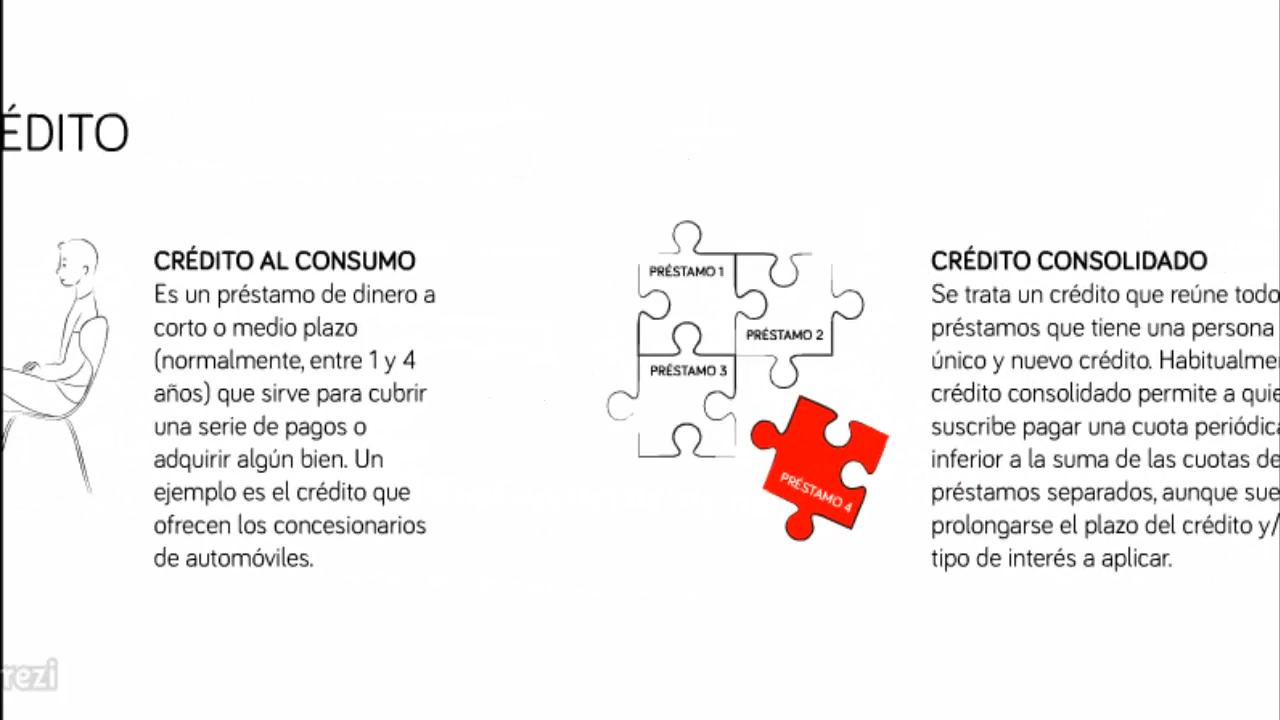 ÉDITO
CRÉDITO AL CONSUMO
Es un préstamo de dinero a
corto o medio plazo
(normalmente, entre 1 y 4
años) que sirve para cubrir
una serie de pagos o
adquirir algún bien. Un
ejemplo es el crédito que
ofrecen los concesionarios
de automóviles.
PRÉSTAMO 1
PRÉSTAMO 2
PRÉSTAMO 3
PRÉSTAMO 4
CRÉDITO CONSOLIDADO
Se trata un crédito que reúne todo
préstamos que tiene una persona
único y nuevo crédito. Habitualme
crédito consolidado permite a quie
suscribe pagar una cuota periódica
inferior a la suma de las cuotas de
préstamos separados, aunque sue
prolongarse el plazo del crédito y/
tipo de interés a aplicar.
rezi